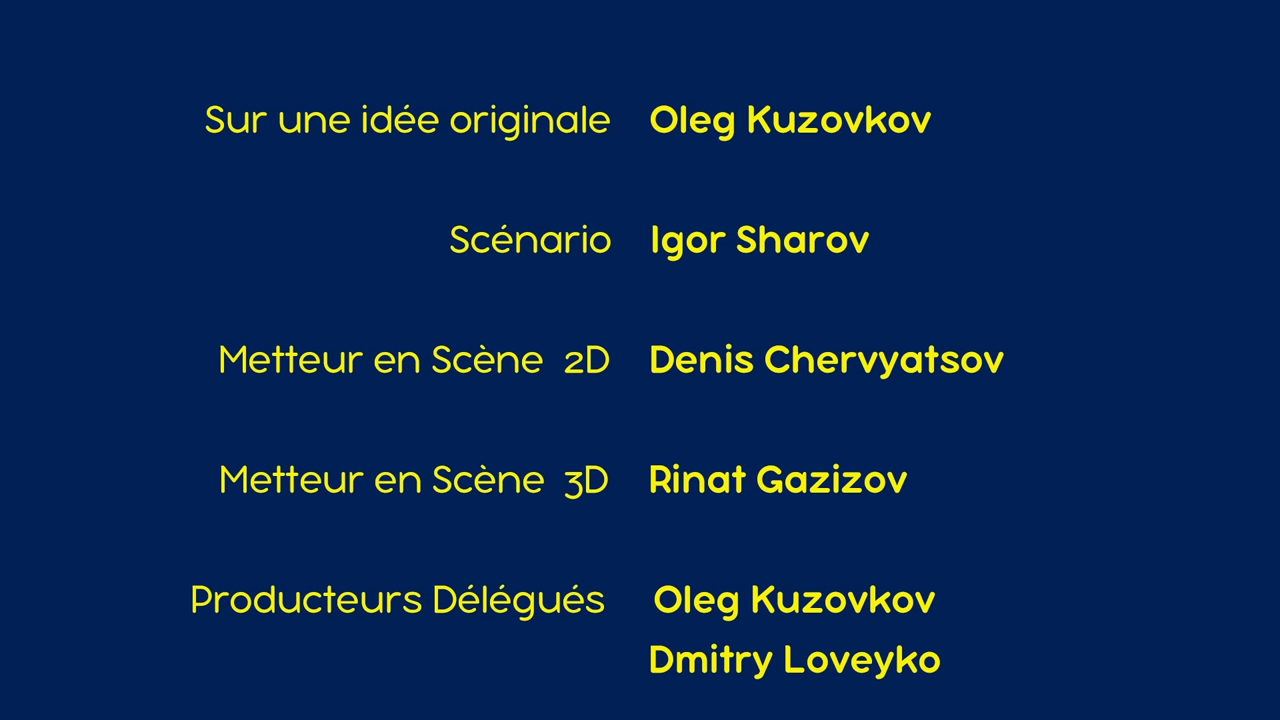 Sur une idée originale Oleg Kuzovkov
Scénario Igor Sharov
Metteur en Scène 2D Denis Chervyatsov
Metteur en Scène 3D Rinat Gazizov
Producteurs Délégués Oleg Kuzovkov
Dmitry Loveyko